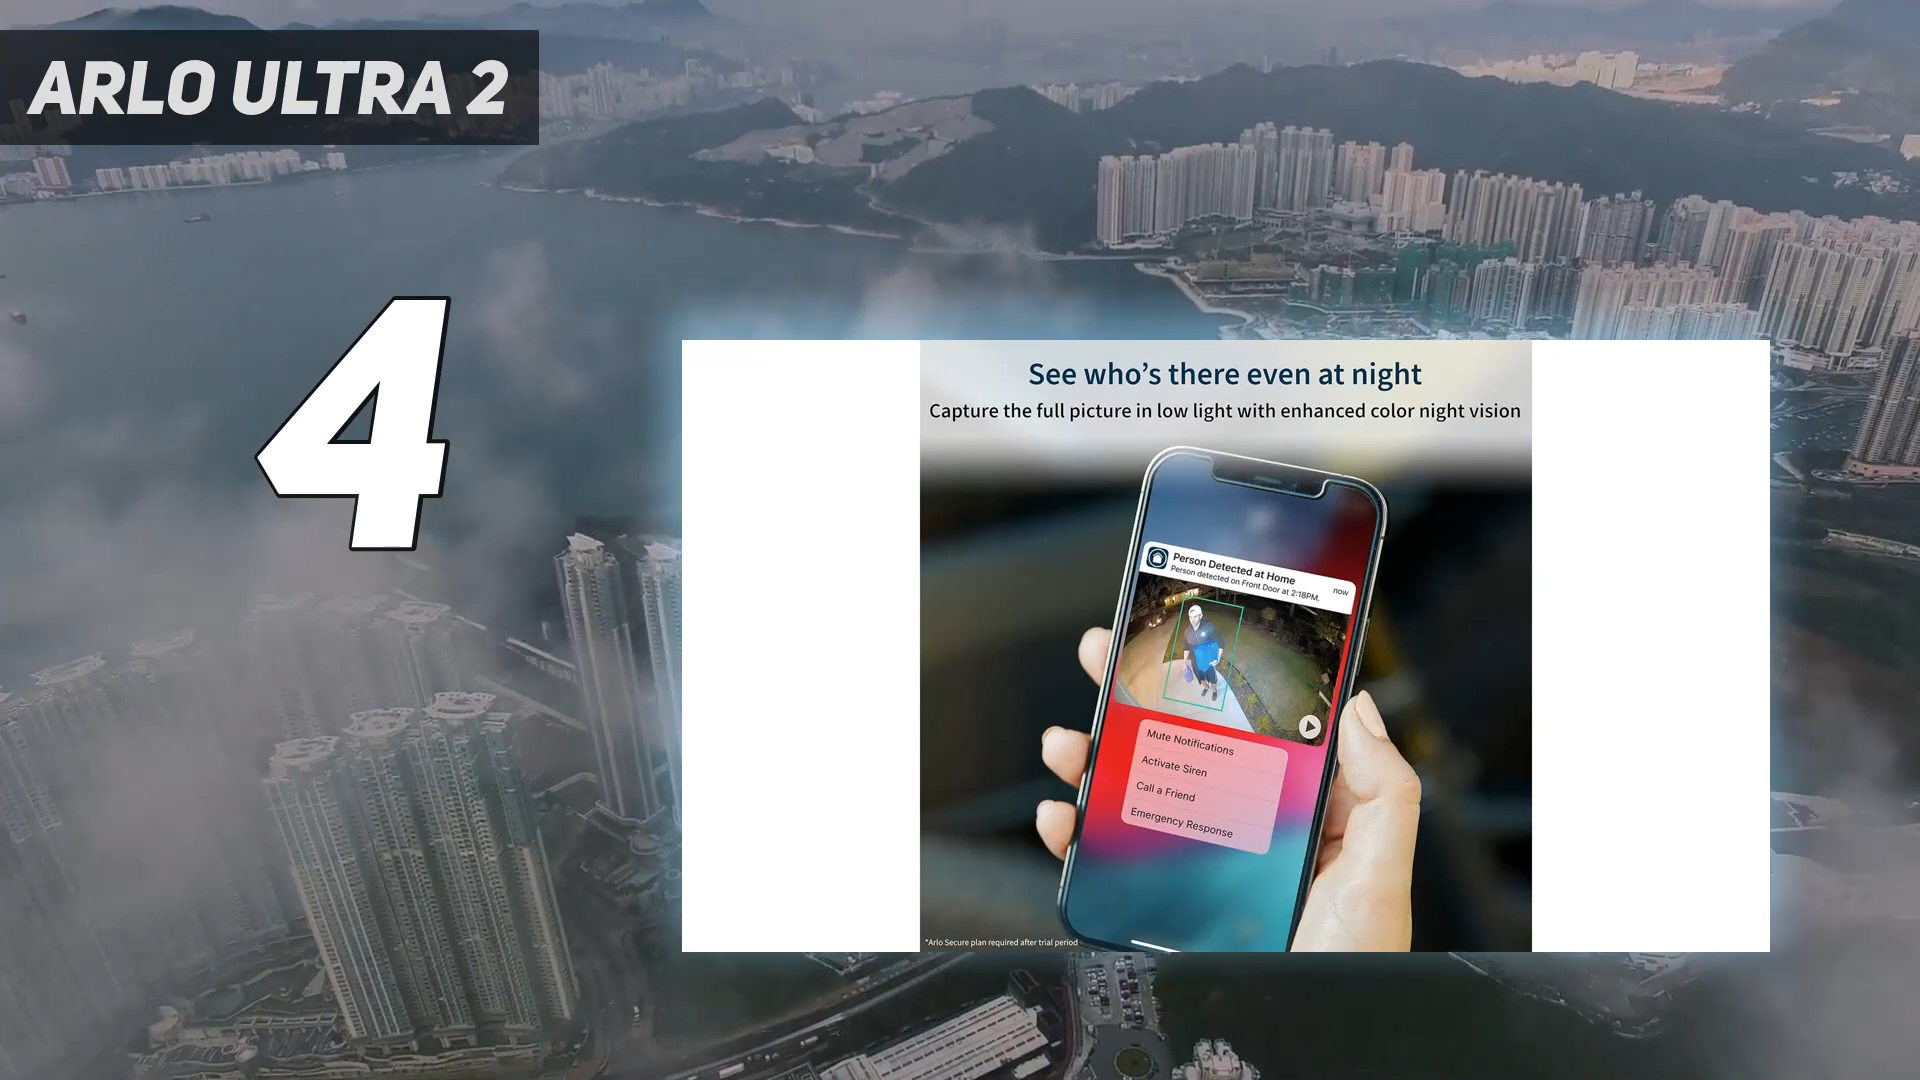 ARLO ULTRA 2
4
See who's there even at night
Capture the full picture in low light with enhanced color night vision
Person Detected at Home
Person detected on Front Door at 2:18PM.
now
Mute Notifications
Activate Siren
Call a Friend
Emergency Response
*Arlo Secure plan required after trial period